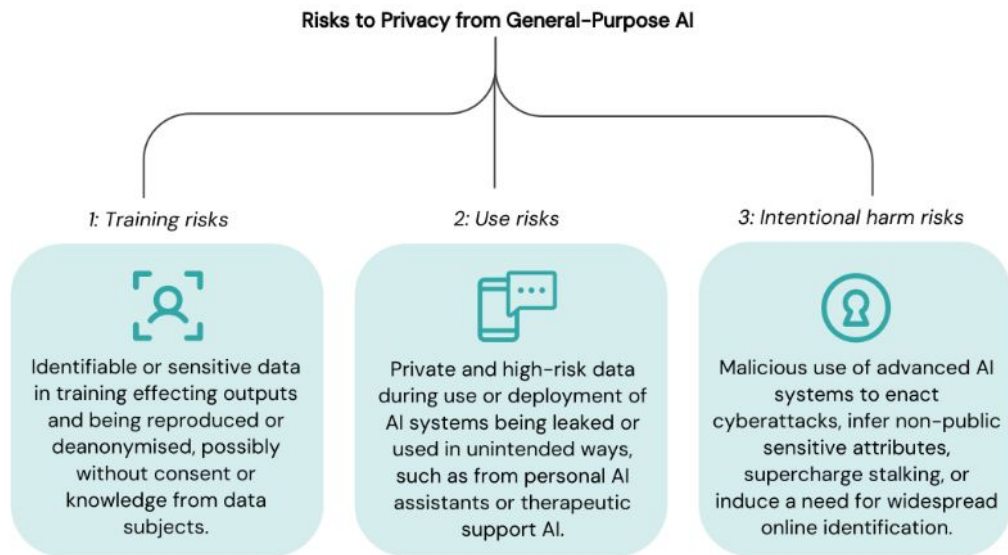 Risks to Privacy from General-Purpose AI
1: Training risks
Identifiable or sensitive data
in training effecting outputs
and being reproduced or
deanonymised, possibly
without consent or
knowledge from data
subjects.
2: Use risks
Private and high-risk data
during use or deployment of
AI systems being leaked or
used in unintended ways,
such as from personal AI
assistants or therapeutic
support AI.
3: Intentional harm risks
Malicious use of advanced AI
systems to enact
cyberattacks, infer non-public
sensitive attributes,
supercharge stalking, or
induce a need for widespread
online identification.